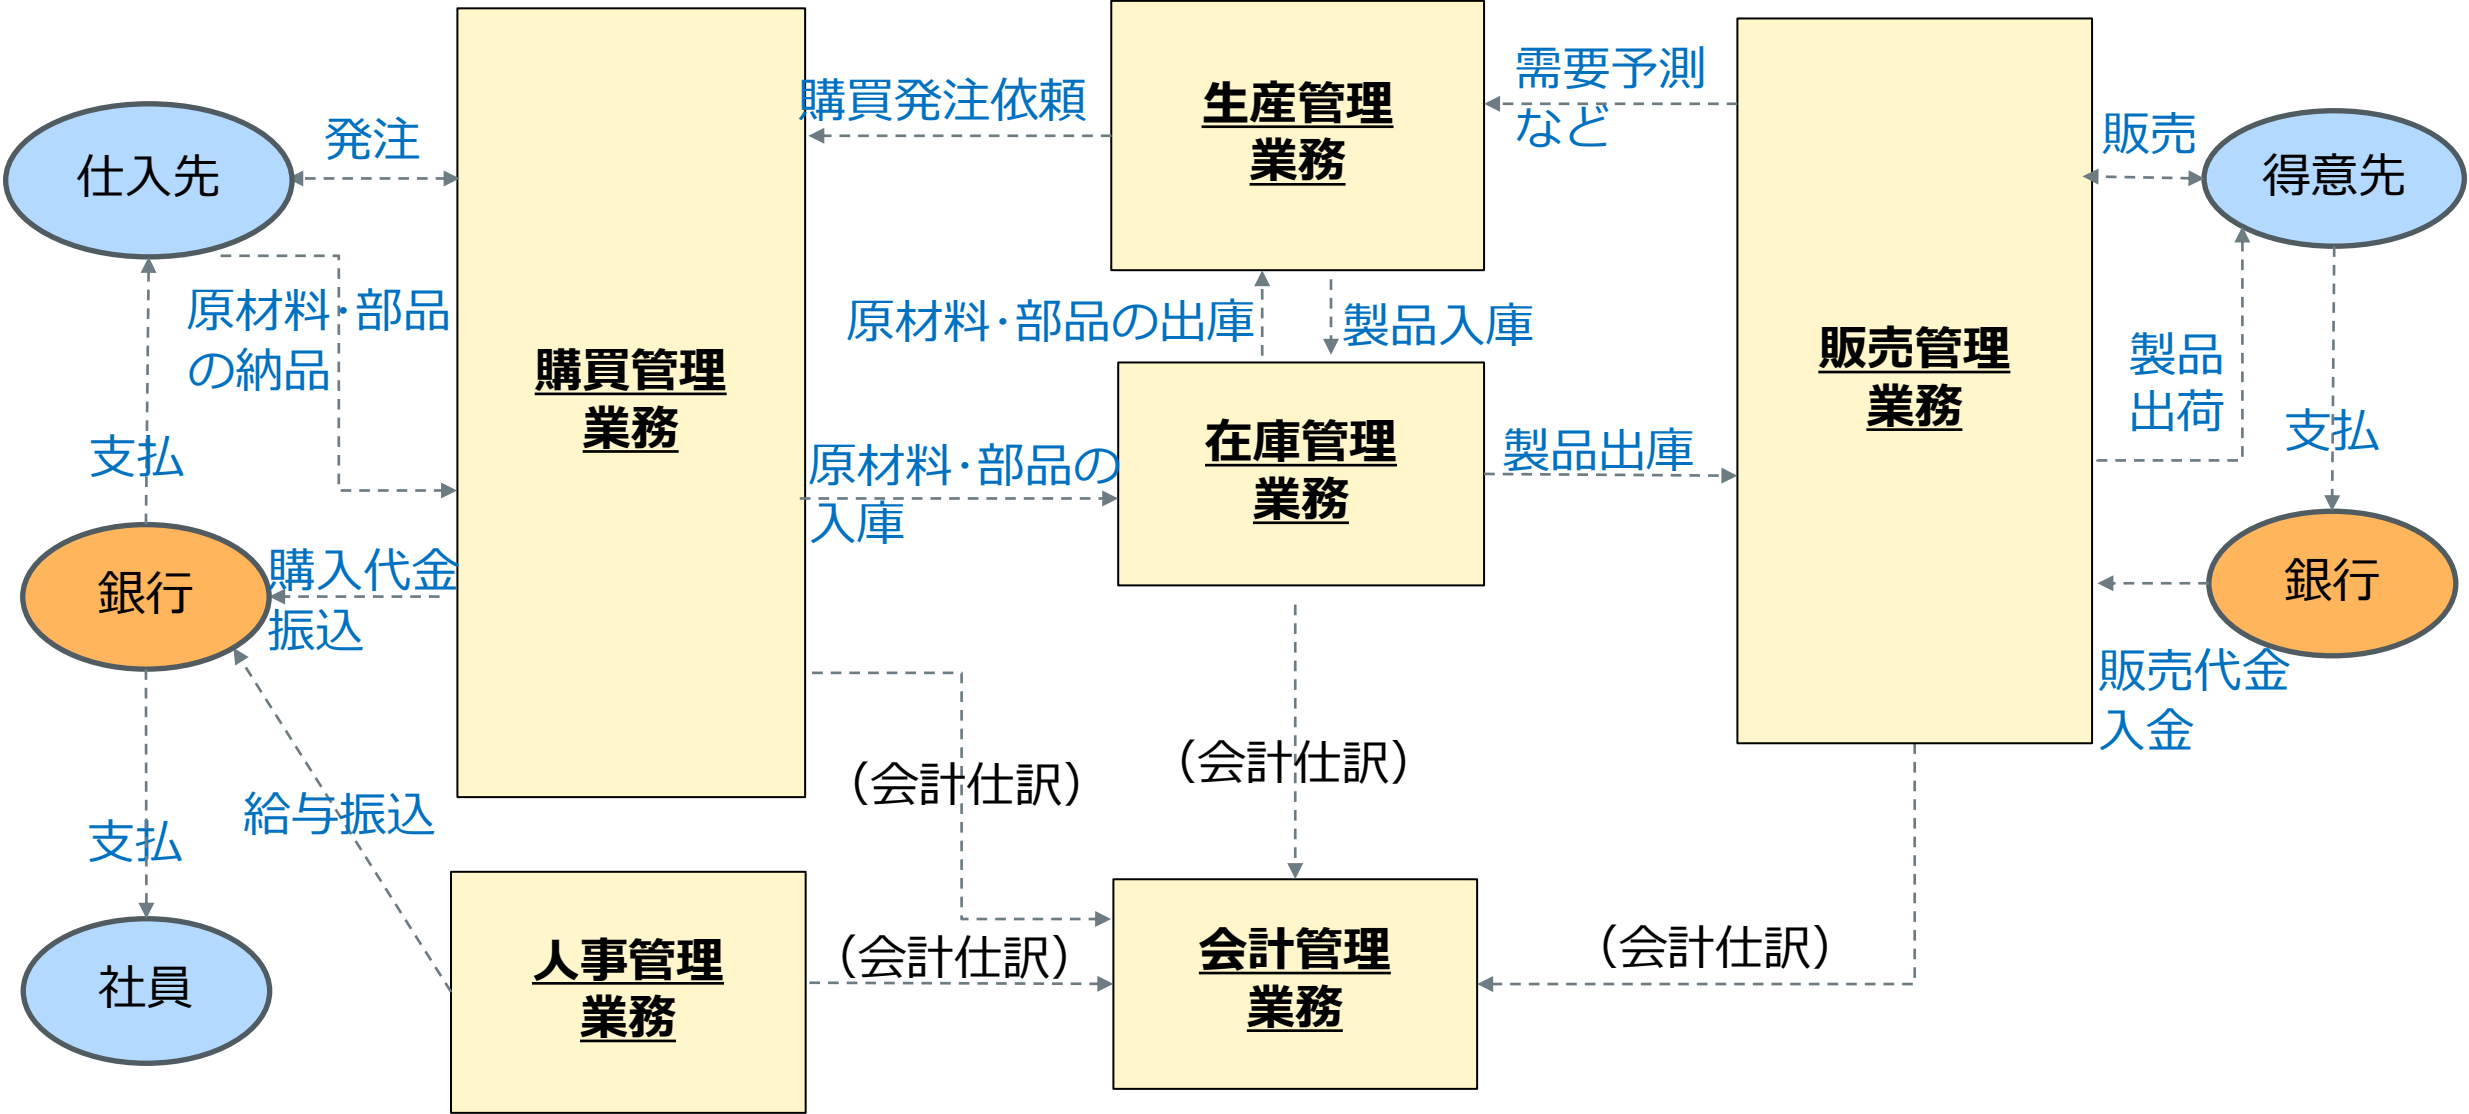 仕入先
発注
原材料･部品
の納品
支払
銀行
購入代金
振込
支払
社員
給与振込
購買管理
業務
人事管理
業務
購買発注依頼
生産管理
業務
需要予測
など
原材料･部品の出庫
製品入庫
原材料･部品の
入庫
在庫管理
業務
製品出庫
（会計仕訳）
（会計仕訳）
（会計仕訳）
会計管理
業務
（会計仕訳）
販売管理
業務
販売
得意先
製品
出荷
支払
銀行
販売代金
入金